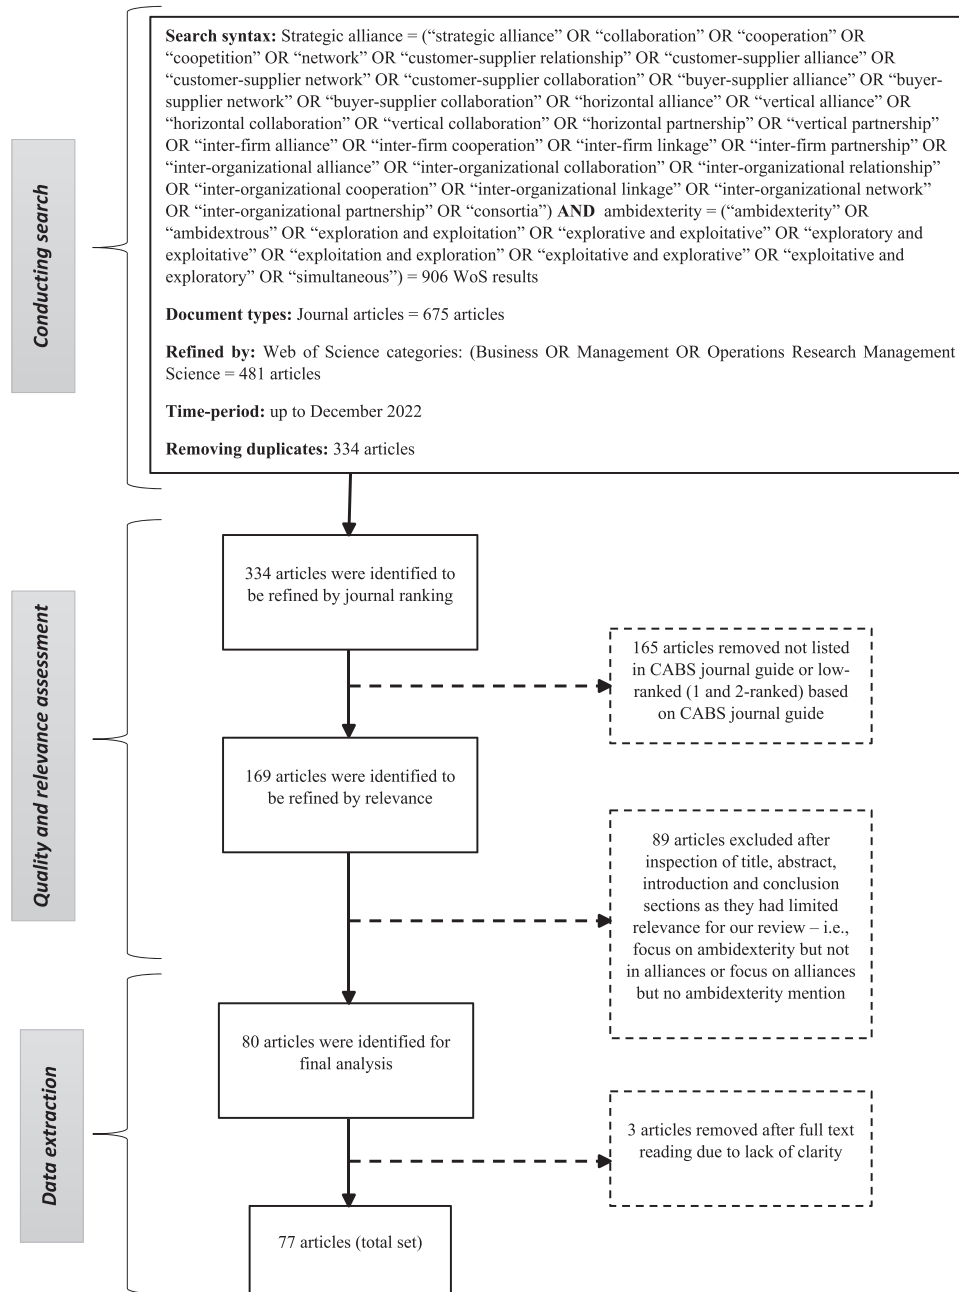 Conducting search
Search syntax: Strategic alliance = (“strategic alliance” OR “collaboration” OR “cooperation” OR
“coopetition” OR “network” OR “customer-supplier relationship” OR “customer-supplier alliance” OR
“customer-supplier network” OR “customer-supplier collaboration” OR “buyer-supplier alliance” OR “buyer-
supplier network” OR “buyer-supplier collaboration” OR “horizontal alliance” OR “vertical alliance” OR
“horizontal collaboration” OR “vertical collaboration” OR “horizontal partnership” OR “vertical partnership”
OR “inter-firm alliance” OR “inter-firm cooperation” OR “inter-firm linkage” OR “inter-firm partnership” OR
“inter-organizational alliance” OR “inter-organizational collaboration” OR “inter-organizational relationship”
OR “inter-organizational cooperation” OR “inter-organizational linkage” OR “inter-organizational network”
OR “inter-organizational partnership” OR “consortia”) AND ambidexterity = (“ambidexterity” OR
“ambidextrous” OR “exploration and exploitation” OR “explorative and exploitative” OR “exploratory and
exploitative” OR “exploitation and exploration” OR “exploitative and explorative” OR “exploitative and
exploratory” OR “simultaneous”) = 906 WoS results
Document types: Journal articles = 675 articles
Refined by: Web of Science categories: (Business OR Management OR Operations Research Management
Science = 481 articles
Time-period: up to December 2022
Removing duplicates: 334 articles
Quality and relevance assessment
334 articles were identified to
be refined by journal ranking
165 articles removed not listed
in CABS journal guide or low-
ranked (1 and 2-ranked) based
on CABS journal guide
169 articles were identified to
be refined by relevance
89 articles excluded after
inspection of title, abstract,
introduction and conclusion
sections as they had limited
relevance for our review – i.e.,
focus on ambidexterity but not
in alliances or focus on alliances
but no ambidexterity mention
Data extraction
80 articles were identified for
final analysis
3 articles removed after full text
reading due to lack of clarity
77 articles (total set)